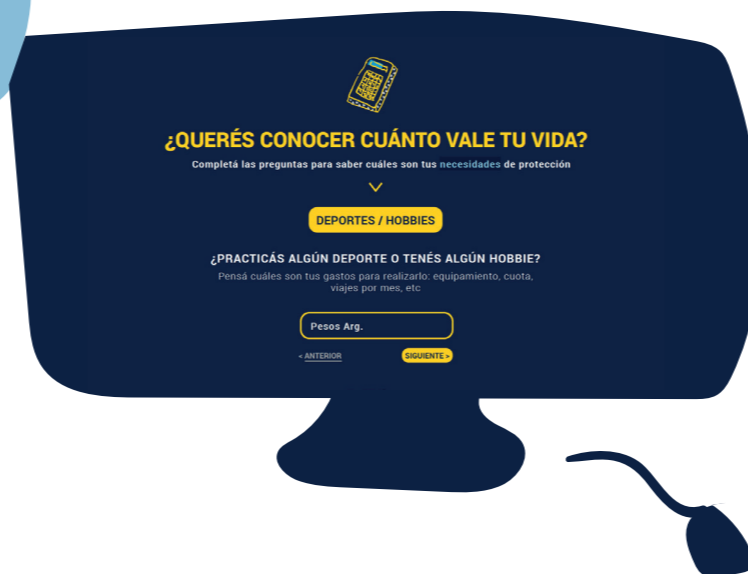 ¿QUERÉS CONOCER CUÁNTO VALE TU VIDA?
Completá las preguntas para saber cuáles son tus necesidades de protección
DEPORTES / HOBBIES
¿PRACTICÁS ALGÚN DEPORTE O TENÉS ALGÚN HOBBIE?
Pensá cuáles son tus gastos para realizarlo: equipamiento, cuota,
viajes por mes, etc
Pesos Arg.
< ANTERIOR
SIGUIENTE >